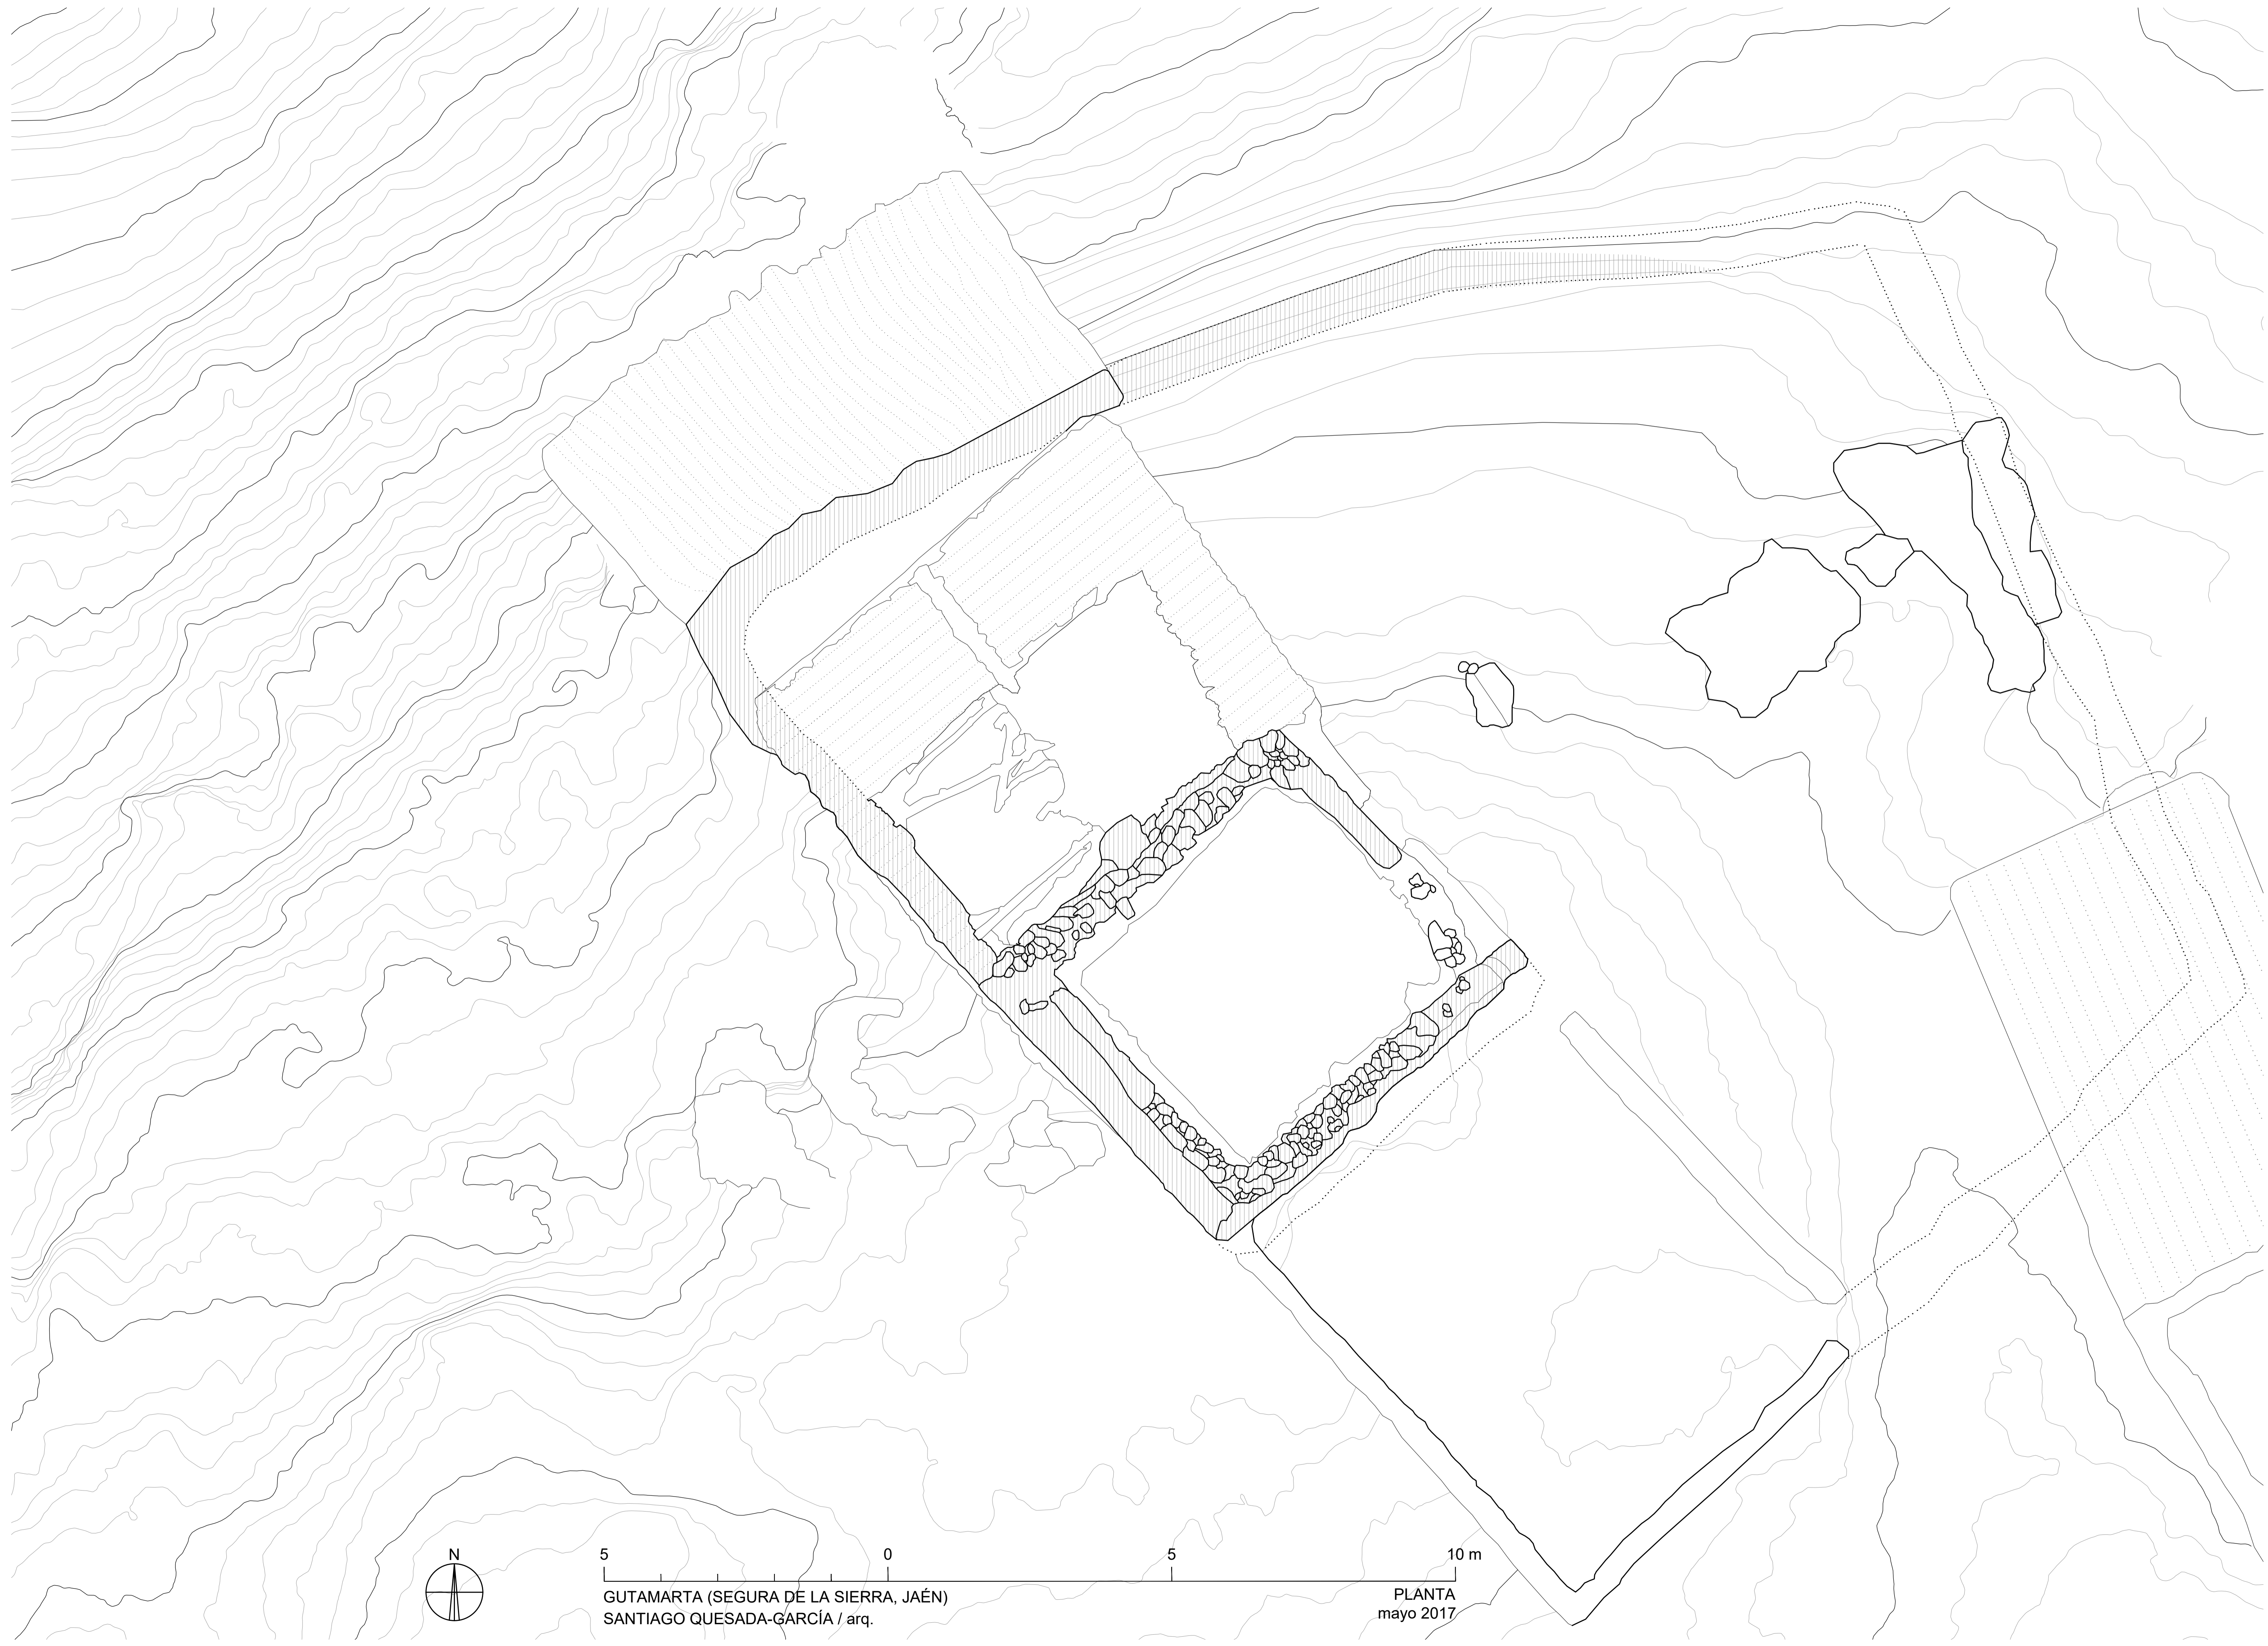 N
5 0 5 10 m
GUTAMARTA (SEGURA DE LA SIERRA, JAÉN)
SANTIAGO QUESADA-GARCÍA / arq.
PLANTA
mayo 2017